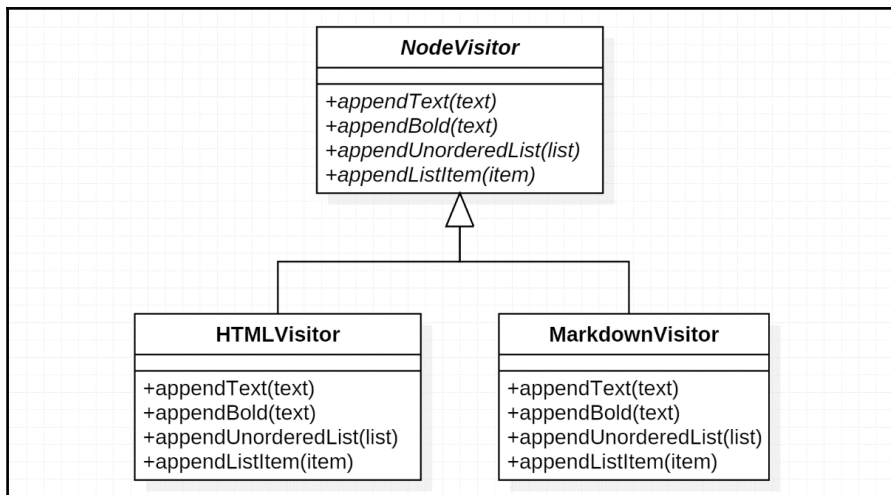 NodeVisitor
+appendText(text)
+appendBold(text)
+appendUnorderedList(list)
+appendListItem(item)
HTMLVisitor
+appendText(text)
+appendBold(text)
+appendUnorderedList(list)
+appendListItem(item)
MarkdownVisitor
+appendText(text)
+appendBold(text)
+appendUnorderedList(list)
+appendListItem(item)